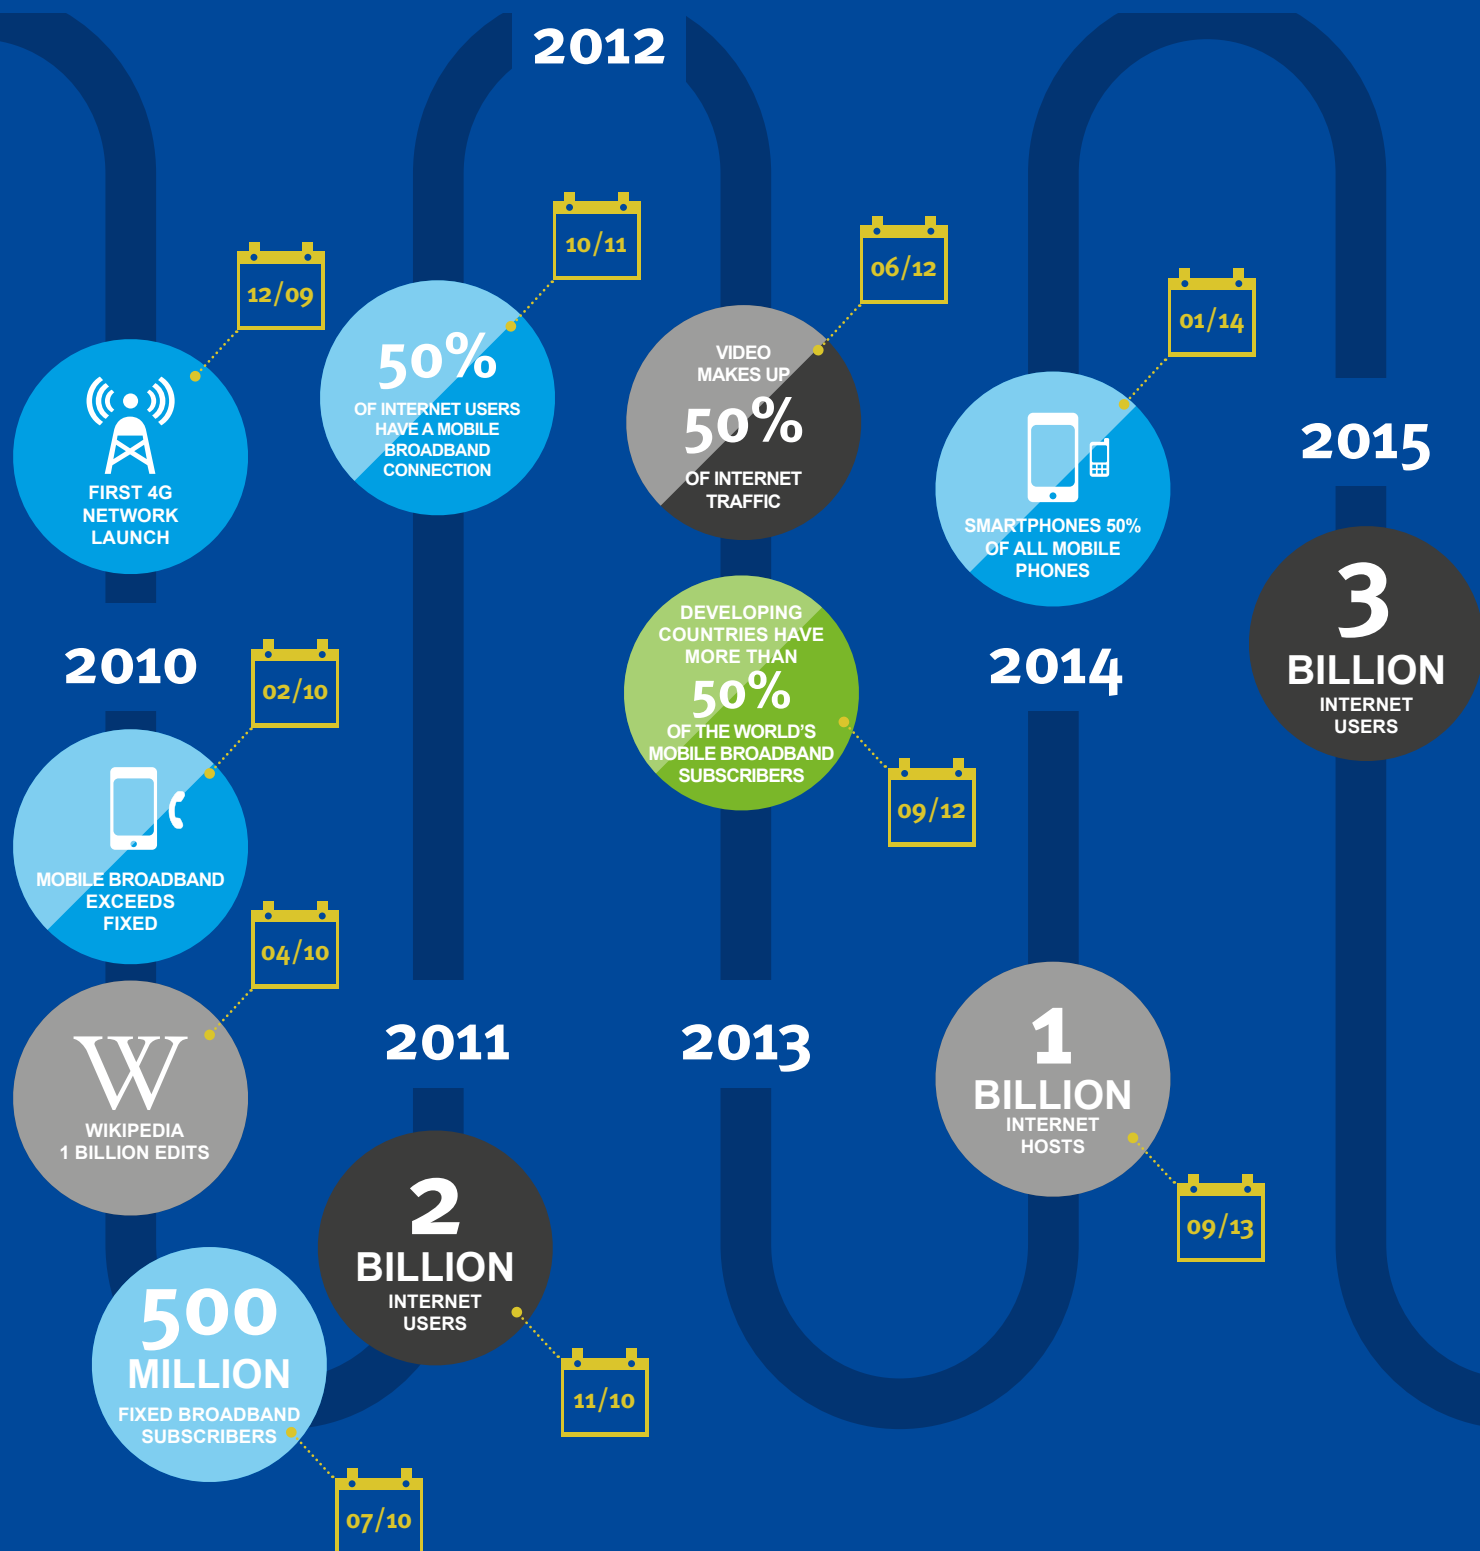 12/09
FIRST 4G
NETWORK
LAUNCH
2010
02/10
MOBILE BROADBAND
EXCEEDS
FIXED
04/10
W
WIKIPEDIA
1 BILLION EDITS
500
MILLION
FIXED BROADBAND
SUBSCRIBERS
07/10
2
BILLION
INTERNET
USERS
11/10
2011
10/11
50%
OF INTERNET USERS
HAVE A MOBILE
BROADBAND
CONNECTION
2012
06/12
VIDEO
MAKES UP
50%
OF INTERNET
TRAFFIC
DEVELOPING
COUNTRIES HAVE
MORE THAN
50%
OF THE WORLD'S
MOBILE BROADBAND
SUBSCRIBERS
09/12
2013
1
BILLION
INTERNET
HOSTS
09/13
2014
01/14
SMARTPHONES 50%
OF ALL MOBILE
PHONES
2015
3
BILLION
INTERNET
USERS